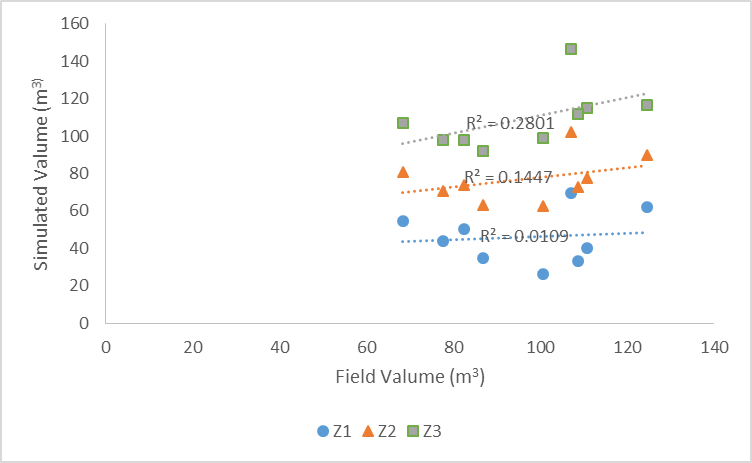 160
140
120
100
80
60
40
20
0
Simulated Valume (m³⁾
R² = 0.2801
R² = 0.1447
R² = 0.0109
0 20 40 60 80 100 120 140
Field Valume (m³)
Z1 Z2 Z3